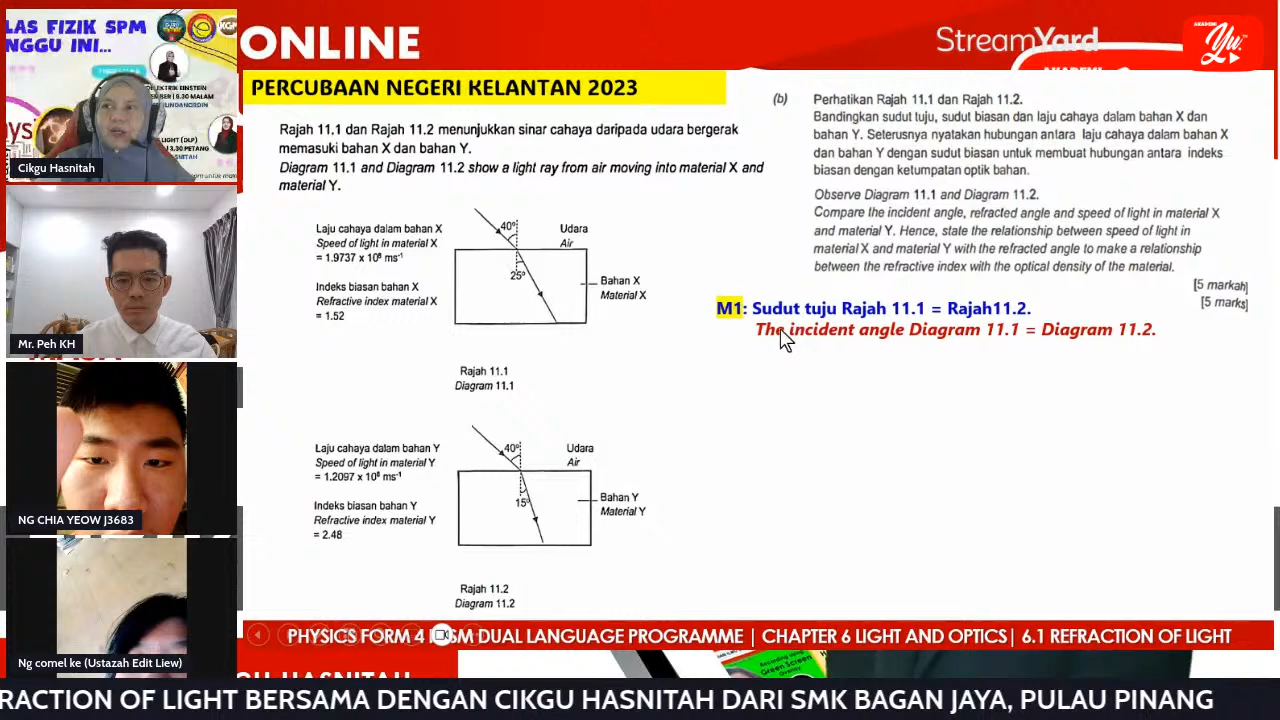 LAS FIZIK SPM
NGGU INI...
Cikgu Hasnitah
Mr. Peh KH
NG CHIA YEOW J3683
Ng comel ke (Ustazah Edit Liew)
ONLINE
StreamYard
PERCUBAAN NEGERI KELANTAN 2023
Rajah 11.1 dan Rajah 11.2 menunjukkan sinar cahaya daripada udara bergerak
memasuki bahan X dan bahan Y.
Diagram 11.1 and Diagram 11.2 show a light ray from air moving into material X and
material Y.
Laju cahaya dalam bahan X
Speed of light in material X
= 1.9737 x 10⁸ ms⁻¹
Indeks biasan bahan X
Refractive index material X
= 1.52
40°
25°
Udara
Air
Bahan X
Material X
Rajah 11.1
Diagram 11.1
Laju cahaya dalam bahan Y
Speed of light in material Y
= 1.2097 x 10⁸ ms⁻¹
Indeks biasan bahan Y
Refractive index material Y
= 2.48
40°
15°
Udara
Air
Bahan Y
Material Y
Rajah 11.2
Diagram 11.2
(b) Perhatikan Rajah 11.1 dan Rajah 11.2.
Bandingkan sudut tuju, sudut biasan dan laju cahaya dalam bahan X dan
bahan Y. Seterusnya nyatakan hubungan antara laju cahaya dalam bahan X
dan bahan Y dengan sudut biasan untuk membuat hubungan antara indeks
biasan dengan ketumpatan optik bahan.
Observe Diagram 11.1 and Diagram 11.2.
Compare the incident angle, refracted angle and speed of light in material X
and material Y. Hence, state the relationship between speed of light in
material X and material Y with the refracted angle to make a relationship
between the refractive index with the optical density of the material.
[5 markah]
[5 marks]
M1: Sudut tuju Rajah 11.1 = Rajah11.2.
The incident angle Diagram 11.1 = Diagram 11.2.
PHYSICS FORM 4 KSSM DUAL LANGUAGE PROGRAMME | CHAPTER 6 LIGHT AND OPTICS| 6.1 REFRACTION OF LIGHT
Green Screen
RACTION OF LIGHT BERSAMA DENGAN CIKGU HASNITAH DARI SMK BAGAN JAYA, PULAU PINANG